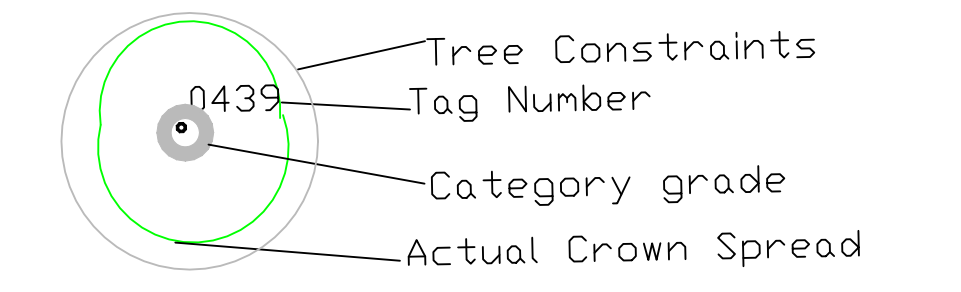 Tree Constraints
0439
Tag Number
Category grade
Actual Crown Spread